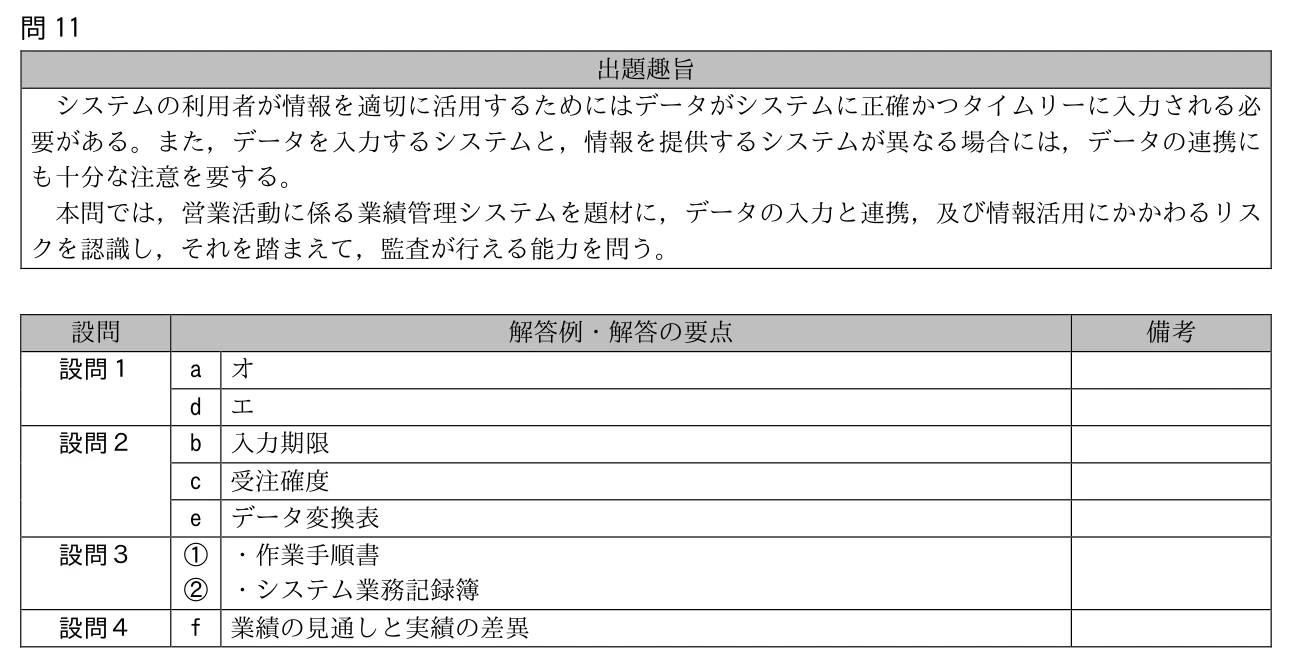 問 11
出題趣旨
システムの利用者が情報を適切に活用するためにはデータがシステムに正確かつタイムリーに入力される必
要がある。また，データを入力するシステムと，情報を提供するシステムが異なる場合には，データの連携に
も十分な注意を要する。
本問では，営業活動に係る業績管理システムを題材に，データの入力と連携，及び情報活用にかかわるリス
クを認識し，それを踏まえて，監査が行える能力を問う。
設問 解答例・解答の要点 備考
設問 1 a オ
d エ
設問 2 b 入力期限
c 受注確度
e データ変換表
設問 3 ① ・作業手順書
② ・システム業務記録簿
設問 4 f 業績の見通しと実績の差異